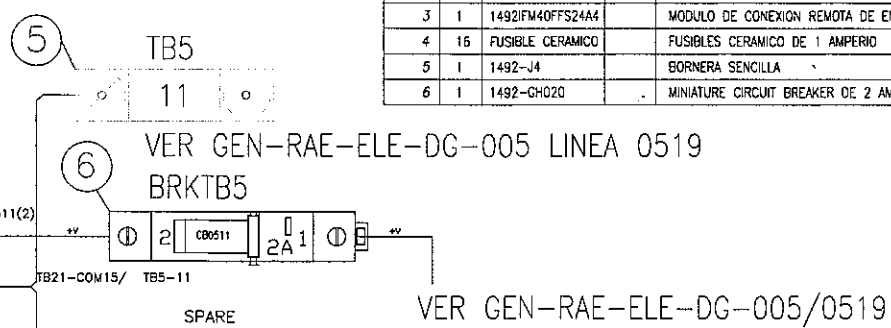 3 1 1492IFM40FFS24A4 MODULO DE CONEXION REMOTA DE
4 16 FUSIBLE CERAMICO FUSIBLES CERAMICO DE 1 AMPERIO
5 1 1492-J4 BORNERA SENCILLA
6 1 1492-GH020 MINIATURE CIRCUIT BREAKER DE 2
5
TB5
11
VER GEN-RAE-ELE-DG-005 LINEA 0519
6
BRKTB5
11(2)
+V
2
CB0511
2A
1
+V
TB21-COM15/ TB5-11
SPARE
VER GEN-RAE-ELE-DG-005/0519